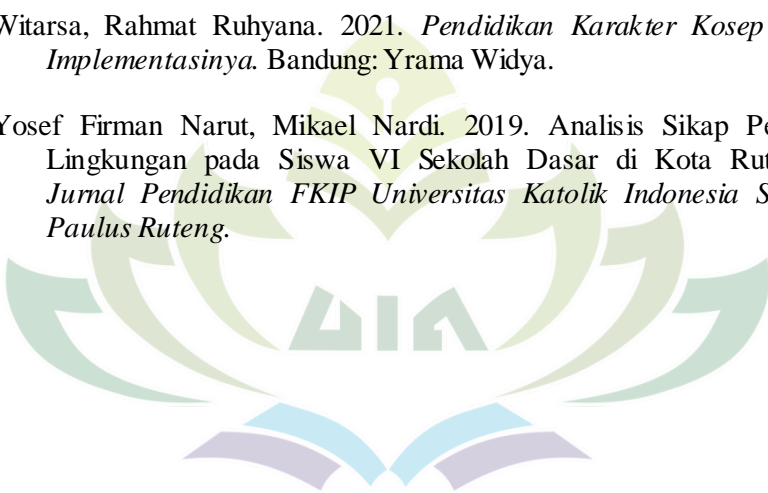 Witarsa, Rahmat Ruhyana. 2021. Pendidikan Karakter Kosep
Implementasinya. Bandung: Yrama Widya.
Yosef Firman Narut, Mikael Nardi. 2019. Analisis Sikap Pe
Lingkungan pada Siswa VI Sekolah Dasar di Kota Rut
Jurnal Pendidikan FKIP Universitas Katolik Indonesia S
Paulus Ruteng.
UIN